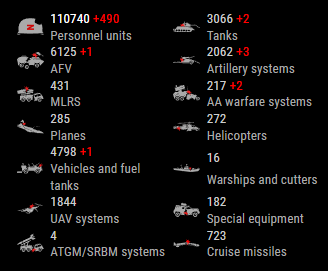 110740 +490
Personnel units
3066 +2
Tanks
6125 +1
AFV
2062 +3
Artillery systems
431
MLRS
217 +2
AA warfare systems
285
Planes
272
Helicopters
4798 +1
Vehicles and fuel
tanks
16
Warships and cutters
1844
UAV systems
182
Special equipment
4
ATGM/SRBM systems
723
Cruise missiles